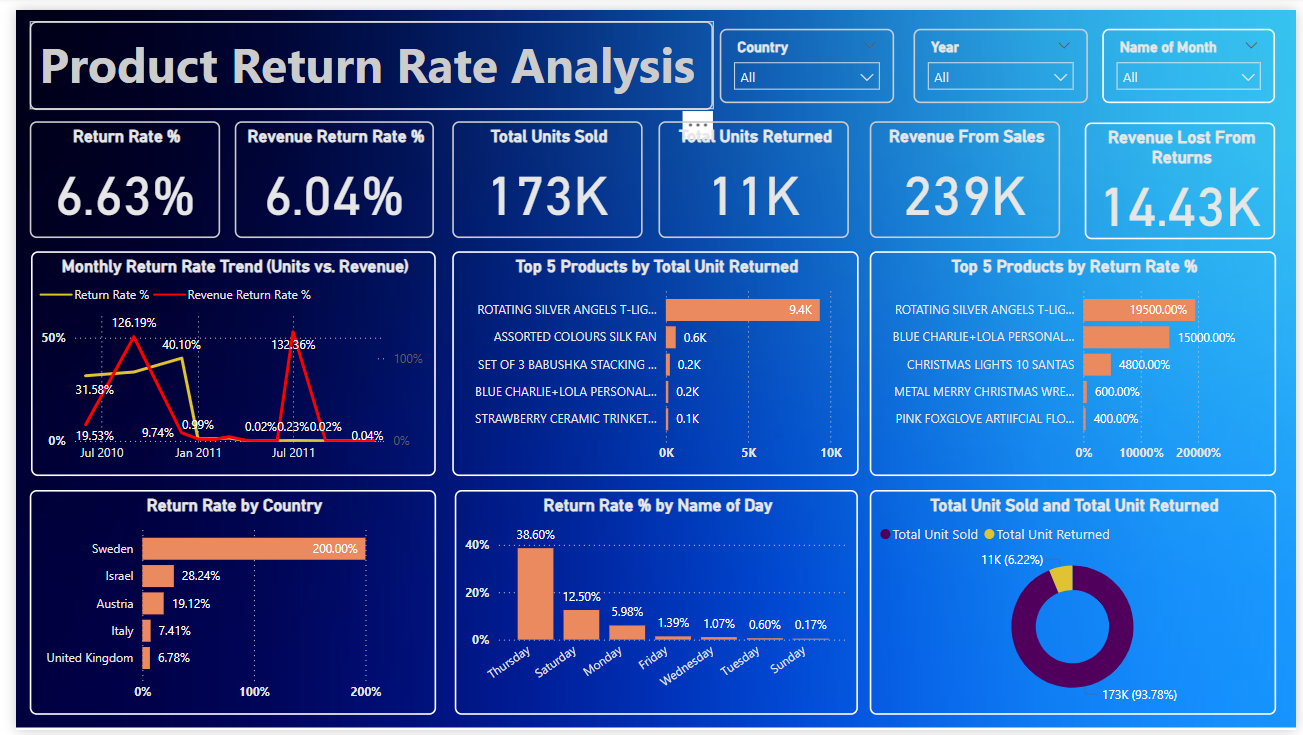 Product Return Rate Analysis
Country
All
Year
All
Name of Month
All
Return Rate %
6.63%
Revenue Return Rate %
6.04%
Total Units Sold
173K
Total Units Returned
11K
Revenue From Sales
239K
Revenue Lost From
Returns
14.43K
Monthly Return Rate Trend (Units vs. Revenue)
Return Rate % Revenue Return Rate %
126.19%
50%
40.10%
132.36%
100%
31.58%
19.53%
9.74%
0.99%
0.02%
0.23%
0.02%
0.04%
0%
0%
Jul 2010 Jan 2011 Jul 2011
Top 5 Products by Total Unit Returned
ROTATING SILVER ANGELS T-LIG... 9.4K
ASSORTED COLOURS SILK FAN 0.6K
SET OF 3 BABUSHKA STACKING ... 0.2K
BLUE CHARLIE+LOLA PERSONAL... 0.2K
STRAWBERRY CERAMIC TRINKET... 0.1K
0K 5K 10K
Top 5 Products by Return Rate %
ROTATING SILVER ANGELS T-LIG... 19500.00%
BLUE CHARLIE+LOLA PERSONAL... 15000.00%
CHRISTMAS LIGHTS 10 SANTAS 4800.00%
METAL MERRY CHRISTMAS WRE... 600.00%
PINK FOXGLOVE ARTIIFCIAL FLO... 400.00%
0% 10000% 20000%
Return Rate by Country
Sweden 200.00%
Israel 28.24%
Austria 19.12%
Italy 7.41%
United Kingdom 6.78%
0% 100% 200%
Return Rate % by Name of Day
38.60%
40%
20%
12.50%
5.98%
1.39%
1.07%
0.60%
0.17%
0%
Thursday Saturday Monday Friday Wednesday Tuesday Sunday
Total Unit Sold and Total Unit Returned
Total Unit Sold Total Unit Returned
11K (6.22%)
173K (93.78%)